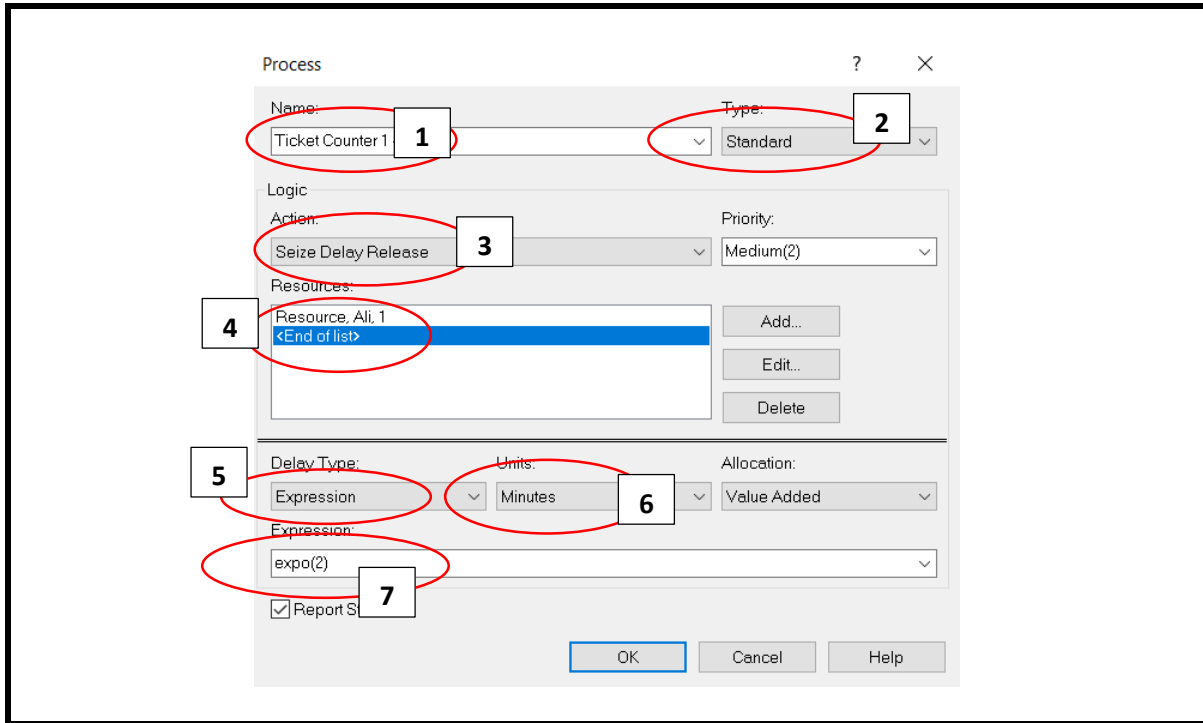 Process ?
Name: Type:
Ticket Counter 1 1 Standard 2
Logic
Action: Priority:
Seize Delay Release 3 Medium(2)
Resources:
4 Resource, Ali, 1
<End of list>
Add...
Edit...
Delete
5 Delay Type: Units: Allocation:
Expression Minutes 6 Value Added
Expression:
expo(2)
7
Report
OK Cancel Help